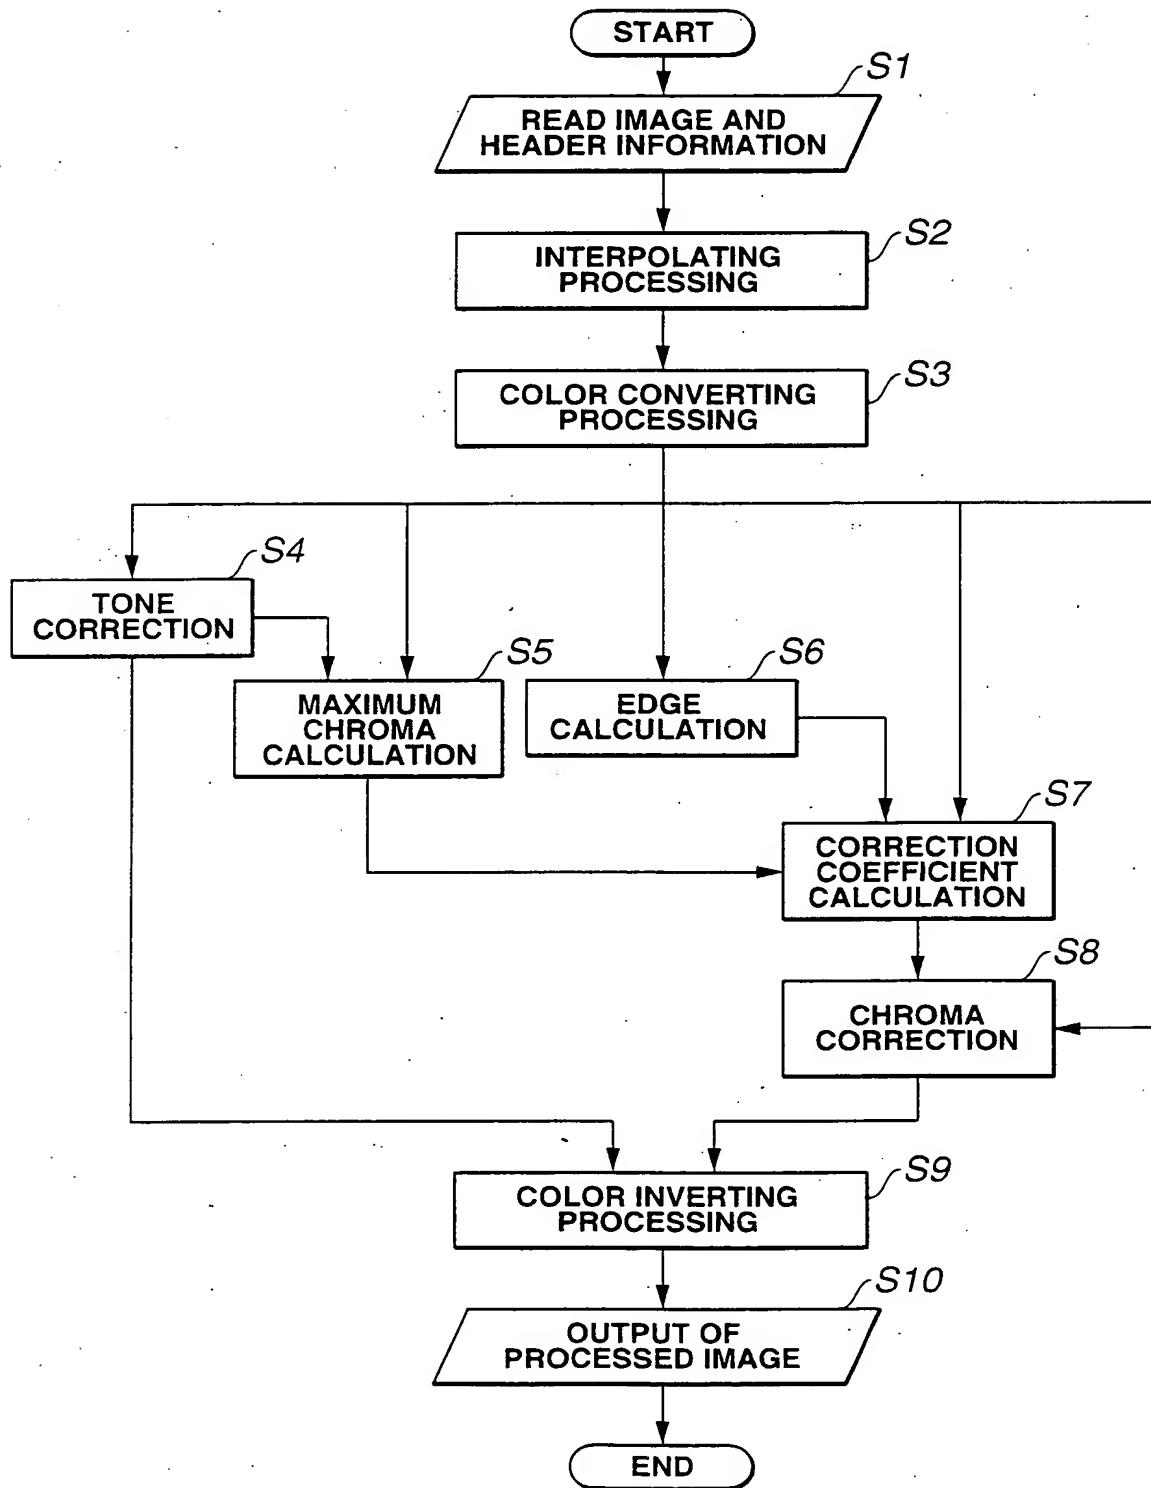 START
S1
READ IMAGE AND
HEADER INFORMATION
S2
INTERPOLATING
PROCESSING
S3
COLOR CONVERTING
PROCESSING
S4
TONE
CORRECTION
S5
MAXIMUM
CHROMA
CALCULATION
S6
EDGE
CALCULATION
S7
CORRECTION
COEFFICIENT
CALCULATION
S8
CHROMA
CORRECTION
S9
COLOR INVERTING
PROCESSING
S10
OUTPUT OF
PROCESSED IMAGE
END